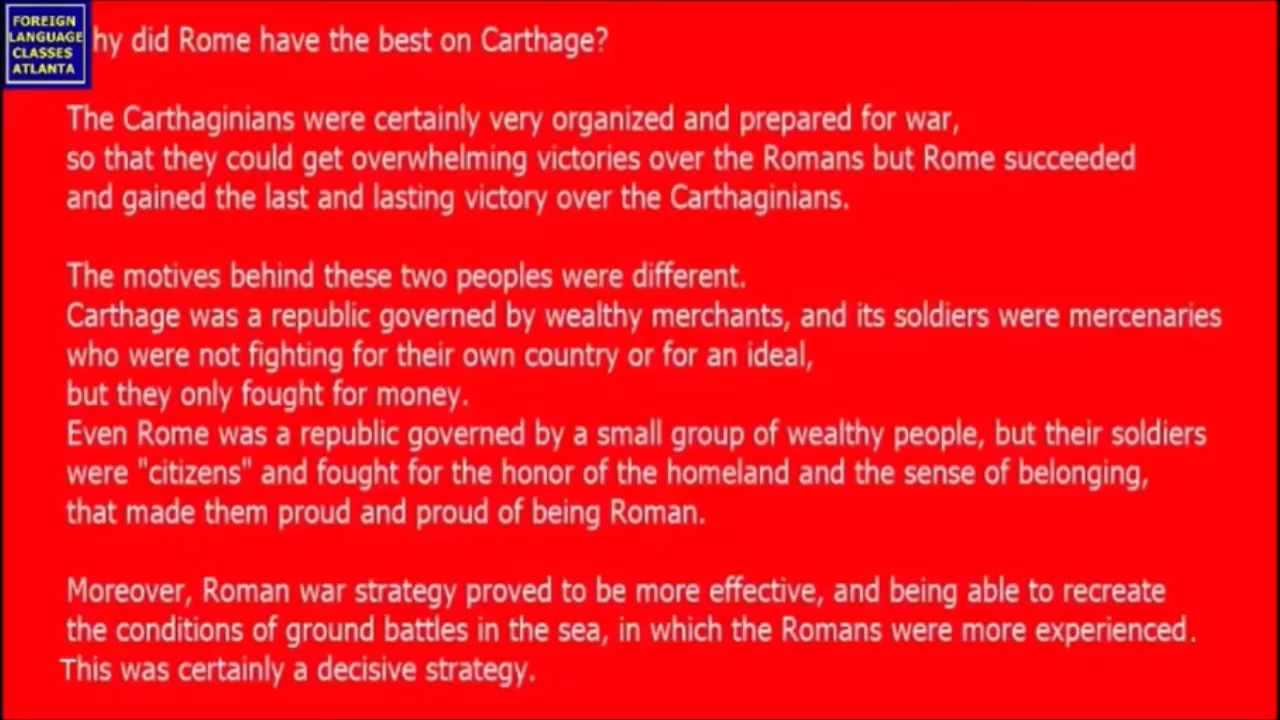 FOREIGN
LANGUAGE
CLASSES
ATLANTA
hy did Rome have the best on Carthage?
The Carthaginians were certainly very organized and prepared for war,
so that they could get overwhelming victories over the Romans but Rome succeeded
and gained the last and lasting victory over the Carthaginians.
The motives behind these two peoples were different.
Carthage was a republic governed by wealthy merchants, and its soldiers were mercenaries
who were not fighting for their own country or for an ideal,
but they only fought for money.
Even Rome was a republic governed by a small group of wealthy people, but their soldiers
were "citizens" and fought for the honor of the homeland and the sense of belonging,
that made them proud and proud of being Roman.
Moreover, Roman war strategy proved to be more effective, and being able to recreate
the conditions of ground battles in the sea, in which the Romans were more experienced.
This was certainly a decisive strategy.